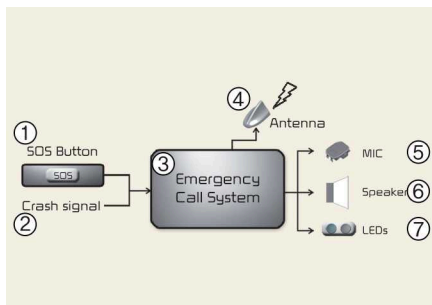 ④
Antenna
①
SOS Button
SOS
Crash signal
②
③
Emergency
Call System
MIC ⑤
Speaker ⑥
LEDs ⑦